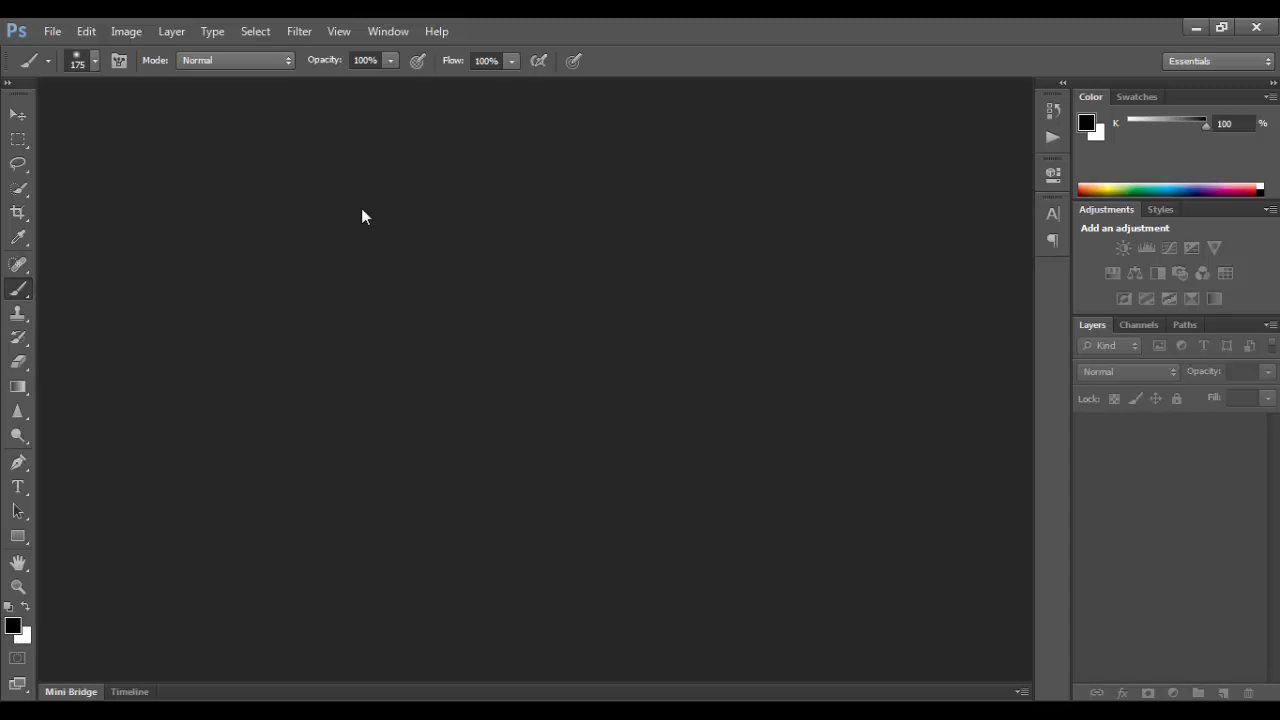 Ps File Edit Image Layer Type Select Filter View Window Help
175 Mode: Normal Opacity: 100% Flow: 100% Essentials
Color Swatches
K 100 %
Adjustments Styles
Add an adjustment
Layers Channels Paths
Kind
Normal Opacity:
Lock: Fill:
Mini Bridge Timeline